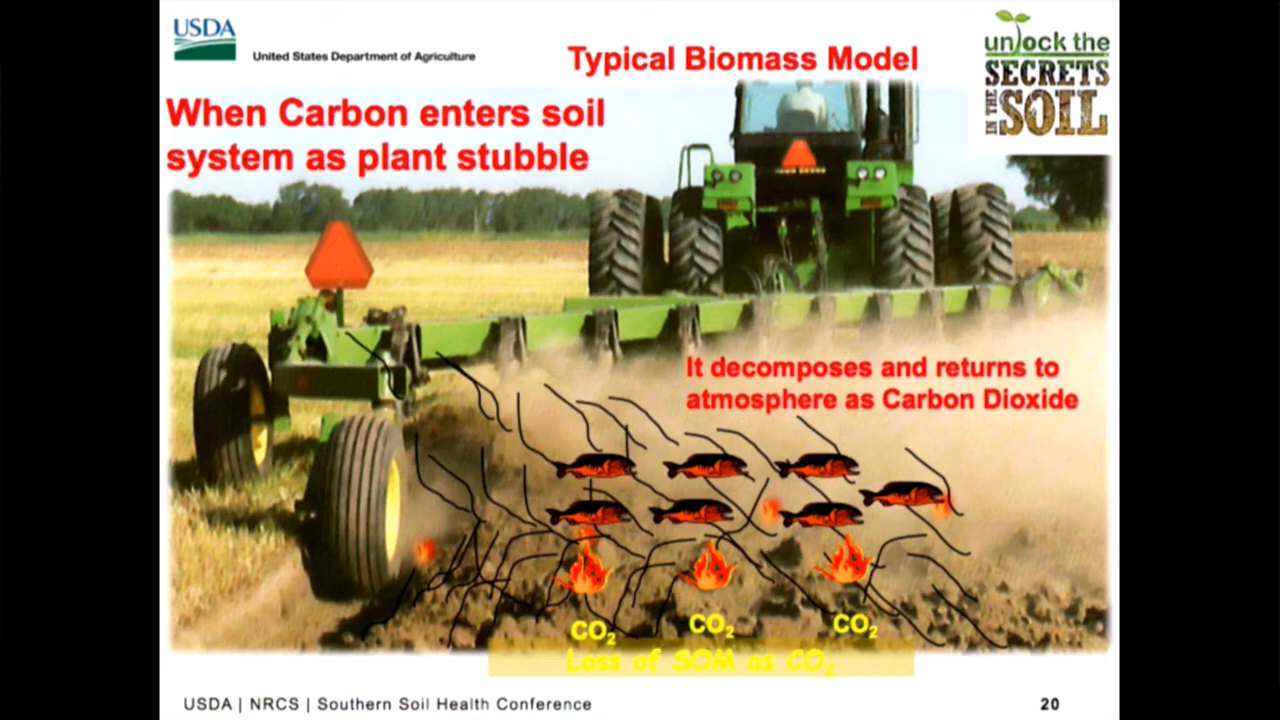 USDA
United States Department of Agriculture
Typical Biomass Model
unlock the
SECRETS
IN THE
SOIL
When Carbon enters soil
system as plant stubble
It decomposes and returns to
atmosphere as Carbon Dioxide
CO₂
CO₂
CO₂
Loss of SOM as CO₂
USDA | NRCS | Southern Soil Health Conference
20